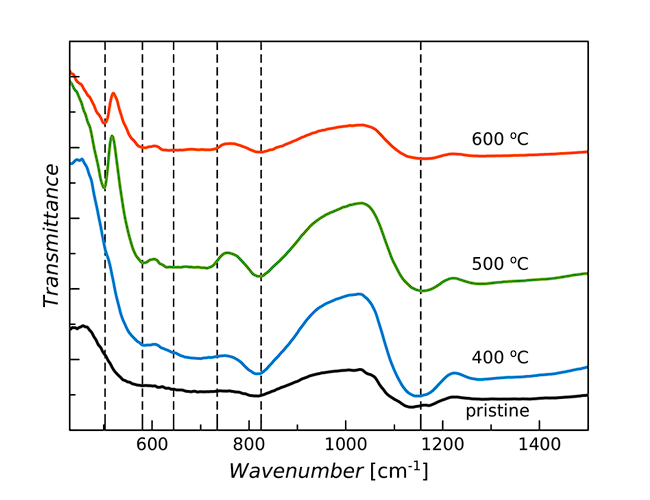 600 ºC
500 ºC
400 ºC
pristine
Transmittance
600 800 1000 1200 1400
Wavenumber [cm⁻¹]